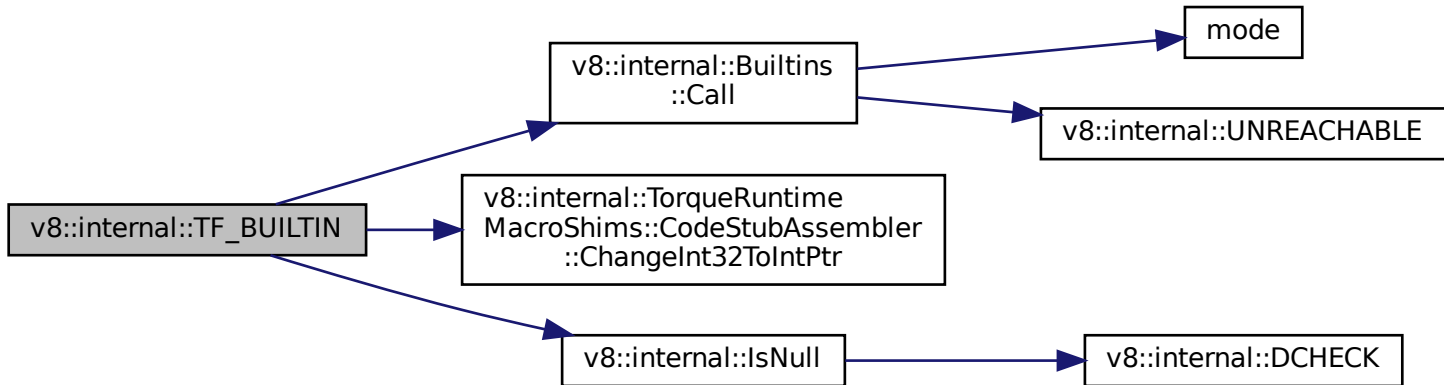 v8::internal::TF_BUILTIN
v8::internal::Builtins
::Call
mode
v8::internal::UNREACHABLE
v8::internal::TorqueRuntime
MacroShims::CodeStubAssembler
::ChangeInt32ToIntPtr
v8::internal::IsNull
v8::internal::DCHECK